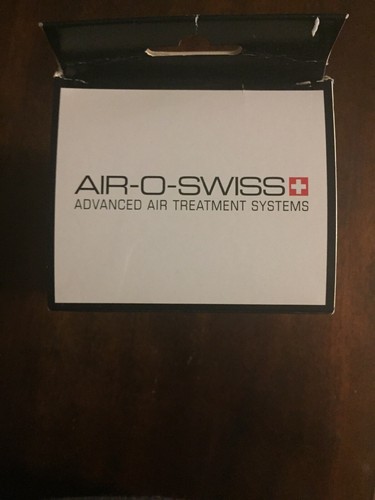 AIR-O-SWISS
ADVANCED AIR TREATMENT SYSTEMS